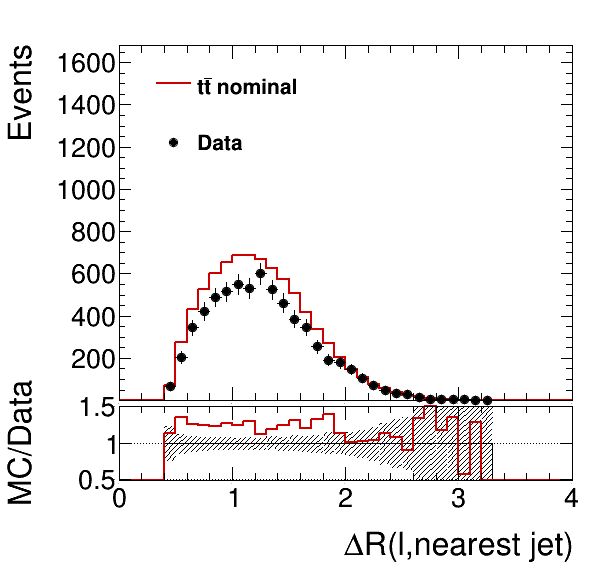 Events
1600
1400
1200
1000
800
600
400
200
tt̄ nominal
Data
MC/Data
1.5
1
0.5
0 1 2 3 4
ΔR(l,nearest jet)